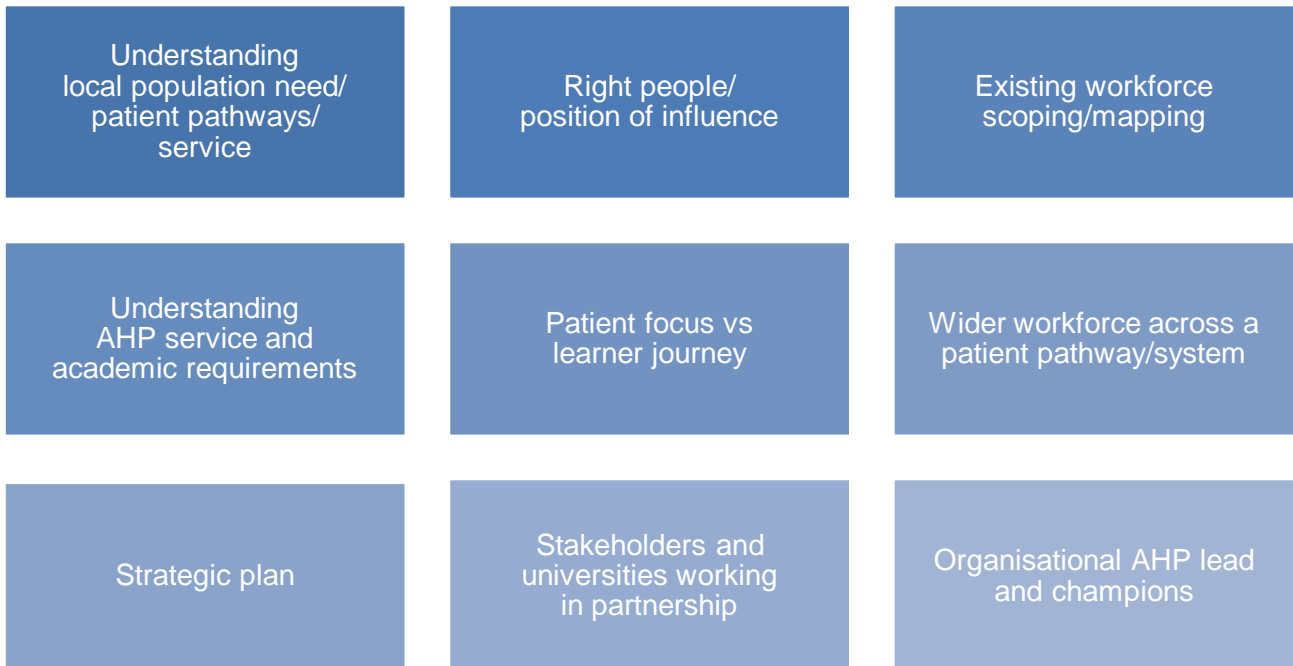 Understanding
local population need/
patient pathways/
service
Right people/
position of influence
Existing workforce
scoping/mapping
Understanding
AHP service and
academic requirements
Patient focus vs
learner journey
Wider workforce across a
patient pathway/system
Strategic plan
Stakeholders and
universities working
in partnership
Organisational AHP lead
and champions